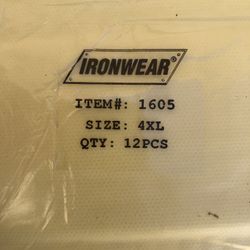 IRONWEAR®
ITEM#: 1605
SIZE: 4XL
QTY: 12PCS